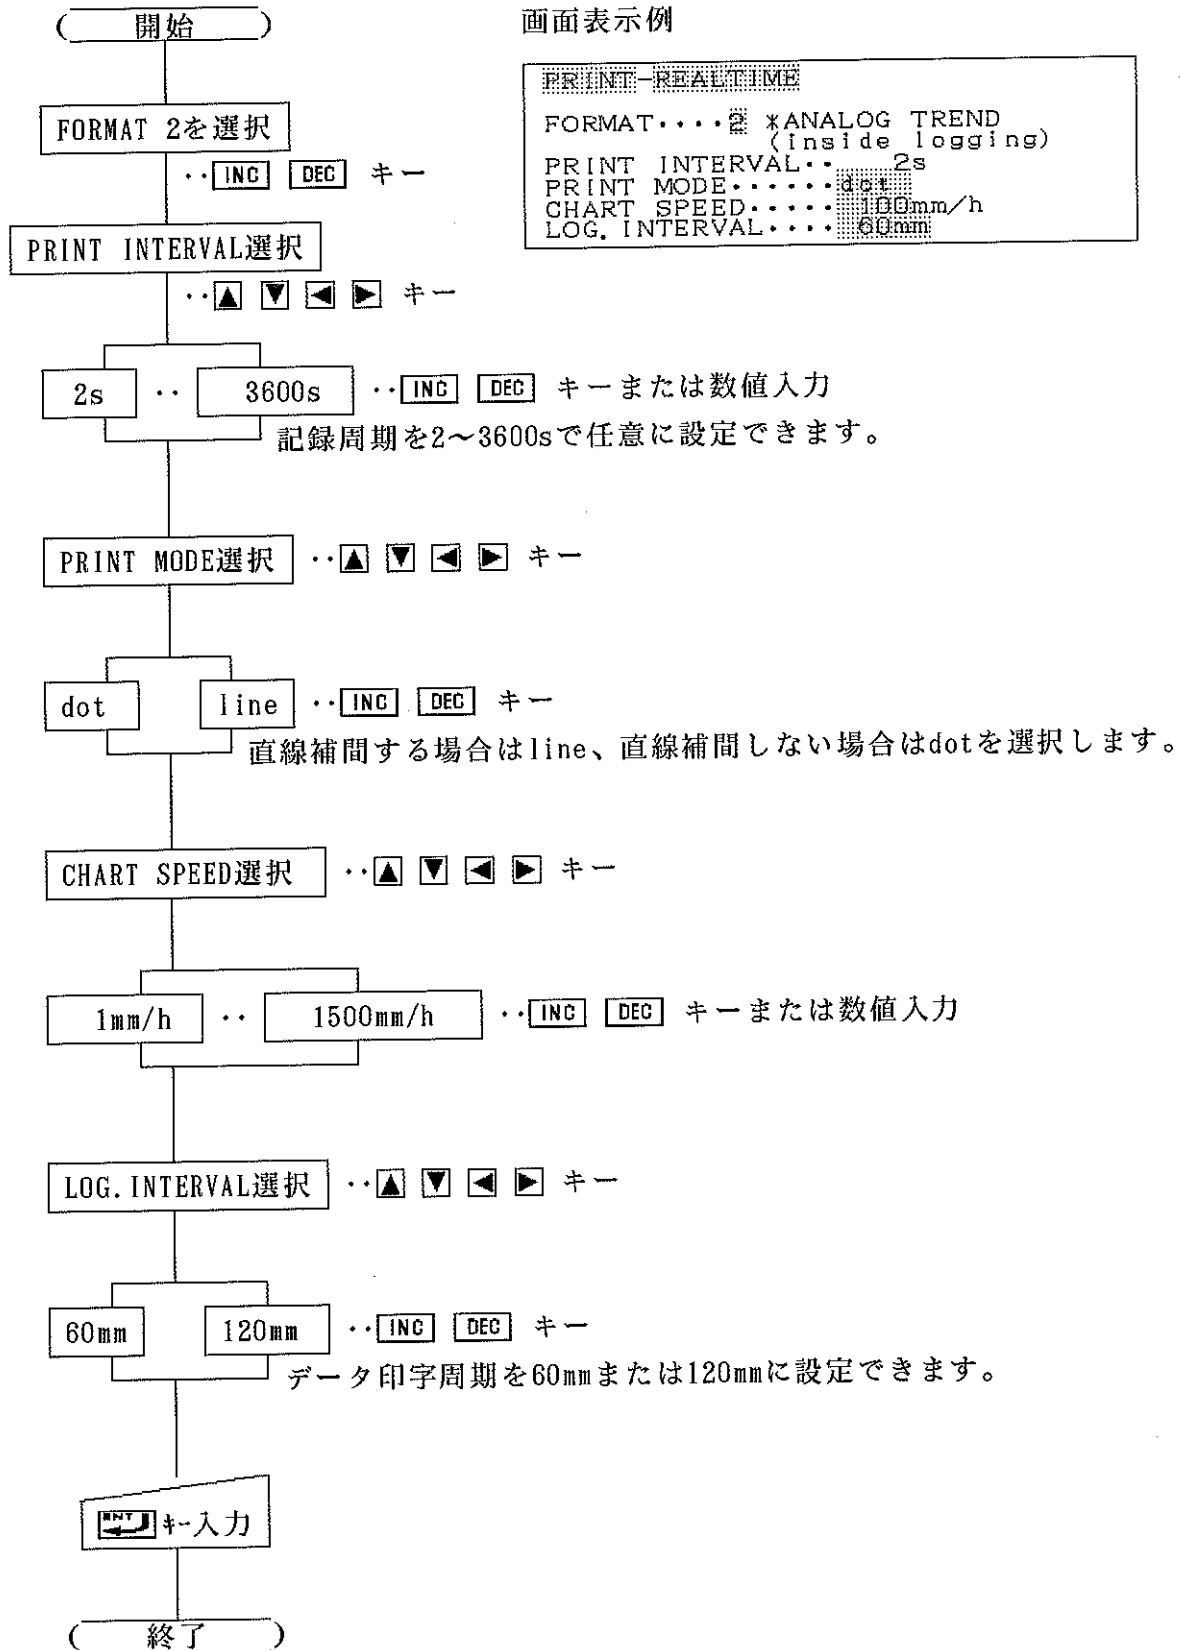 開始
画面表示例
PRINT-REALTIME
FORMAT････2 *ANALOG TREND
(inside logging)
PRINT INTERVAL･･ 2s
PRINT MODE･･････dot
CHART SPEED･････ 100mm/h
LOG. INTERVAL････ 60mm
FORMAT 2を選択
･･INC DEC キー
PRINT INTERVAL選択
･･▲ ▼ ◀ ▶ キー
2s ･･ 3600s ･･INC DEC キーまたは数値入力
記録周期を2～3600sで任意に設定できます。
PRINT MODE選択 ･･▲ ▼ ◀ ▶ キー
dot line ･･INC DEC キー
直線補間する場合はline、直線補間しない場合はdotを選択します。
CHART SPEED選択 ･･▲ ▼ ◀ ▶ キー
1mm/h ･･ 1500mm/h ･･INC DEC キーまたは数値入力
LOG.INTERVAL選択 ･･▲ ▼ ◀ ▶ キー
60mm 120mm ･･INC DEC キー
データ印字周期を60mmまたは120mmに設定できます。
ENT キー入力
終了